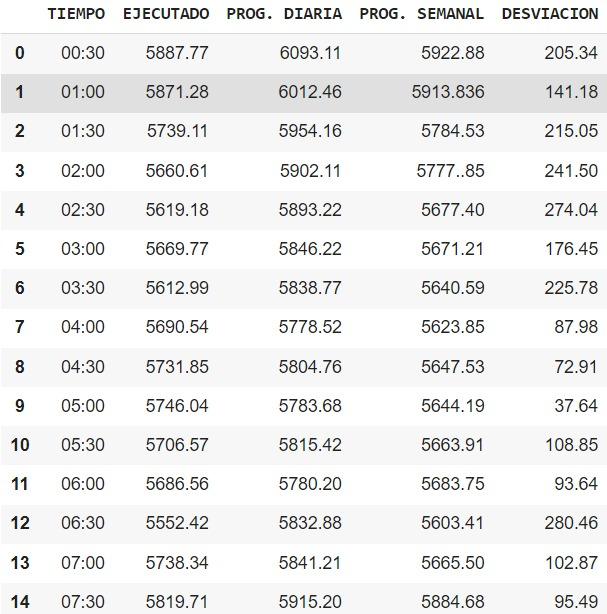 TIEMPO EJECUTADO PROG. DIARIA PROG. SEMANAL DESVIACION
0 00:30 5887.77 6093.11 5922.88 205.34
1 01:00 5871.28 6012.46 5913.836 141.18
2 01:30 5739.11 5954.16 5784.53 215.05
3 02:00 5660.61 5902.11 5777..85 241.50
4 02:30 5619.18 5893.22 5677.40 274.04
5 03:00 5669.77 5846.22 5671.21 176.45
6 03:30 5612.99 5838.77 5640.59 225.78
7 04:00 5690.54 5778.52 5623.85 87.98
8 04:30 5731.85 5804.76 5647.53 72.91
9 05:00 5746.04 5783.68 5644.19 37.64
10 05:30 5706.57 5815.42 5663.91 108.85
11 06:00 5686.56 5780.20 5683.75 93.64
12 06:30 5552.42 5832.88 5603.41 280.46
13 07:00 5738.34 5841.21 5665.50 102.87
14 07:30 5819.71 5915.20 5884.68 95.49